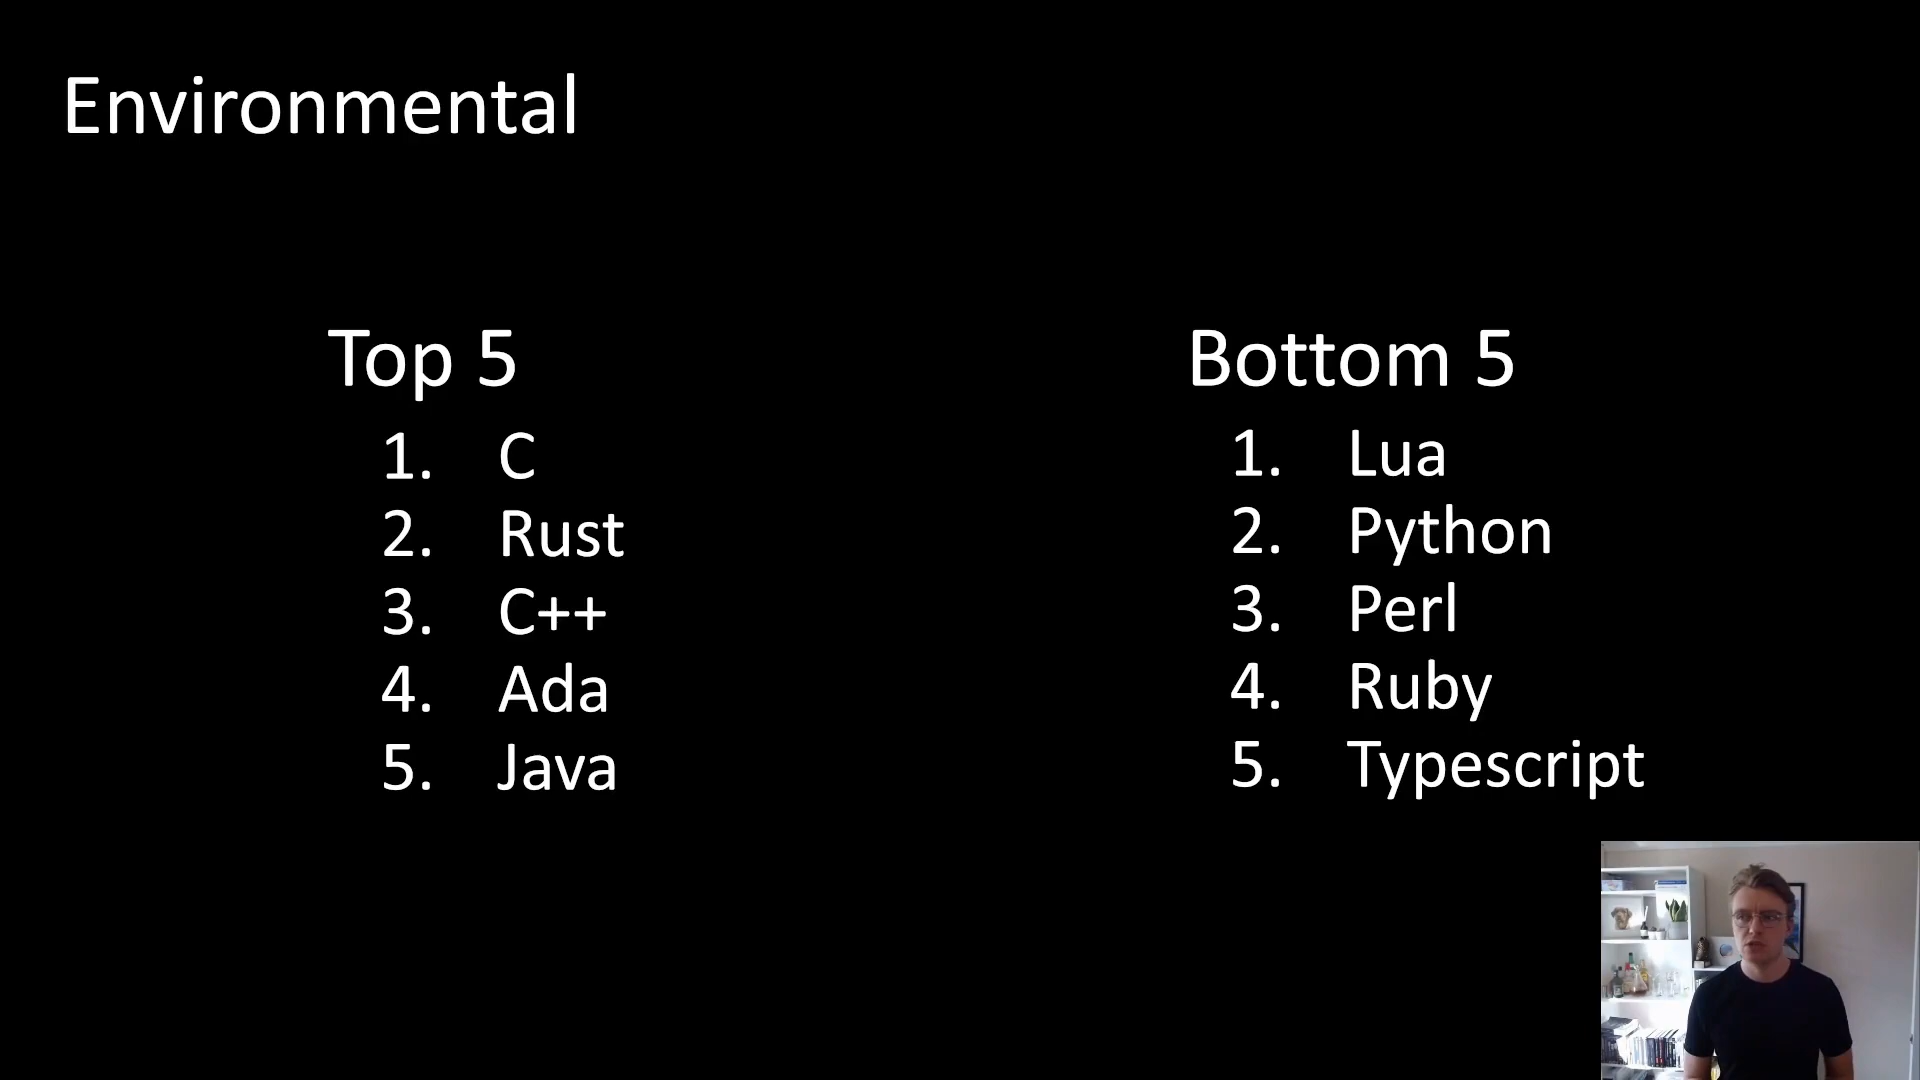 Environmental
Top 5
1. C
2. Rust
3. C++
4. Ada
5. Java
Bottom 5
1. Lua
2. Python
3. Perl
4. Ruby
5. Typescript